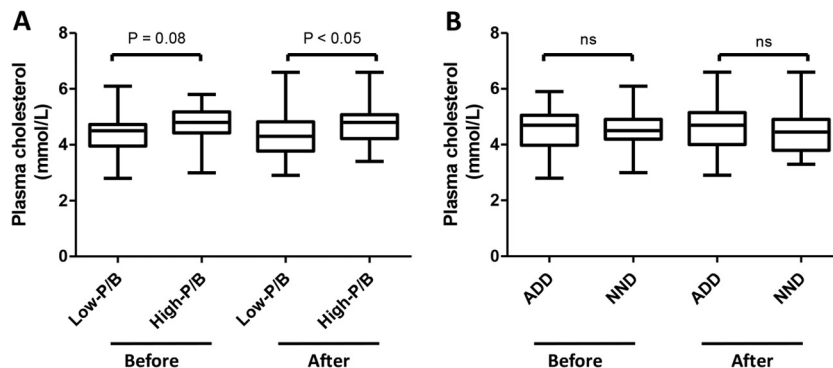 A
Plasma cholesterol
(mmol/L)
8
6
4
2
0
P = 0.08
P < 0.05
Low-P/B
High-P/B
Low-P/B
High-P/B
Before
After
B
Plasma cholesterol
(mmol/L)
8
6
4
2
0
ns
ns
ADD
NND
ADD
NND
Before
After